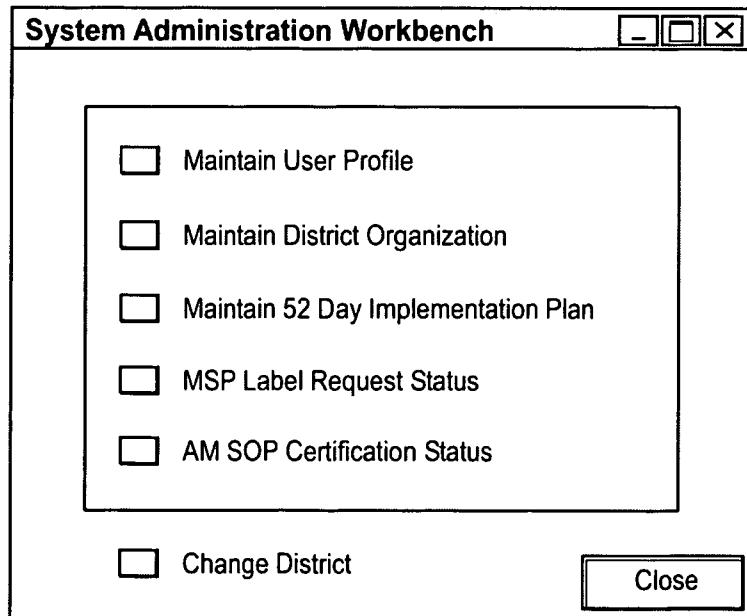 System Administration Workbench
Maintain User Profile
Maintain District Organization
Maintain 52 Day Implementation Plan
MSP Label Request Status
AM SOP Certification Status
Change District
Close